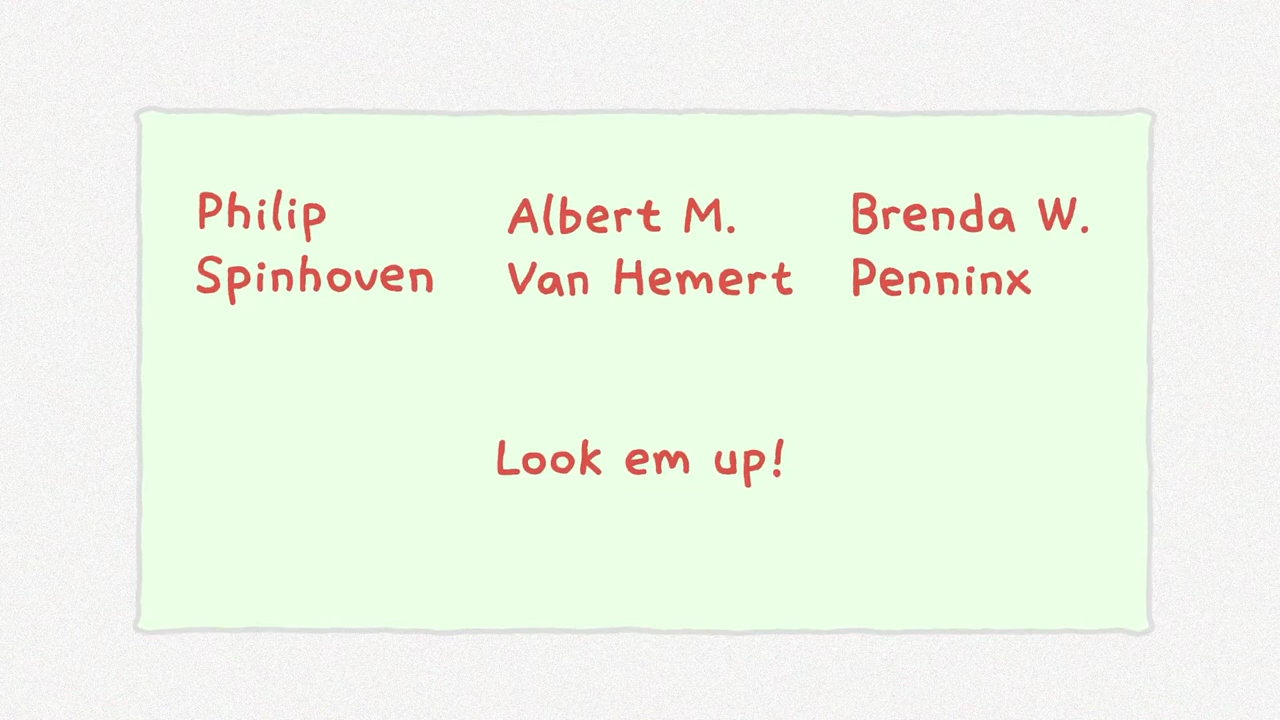 Philip
Spinhoven
Albert M.
Van Hemert
Brenda W.
Penninx
Look em up!